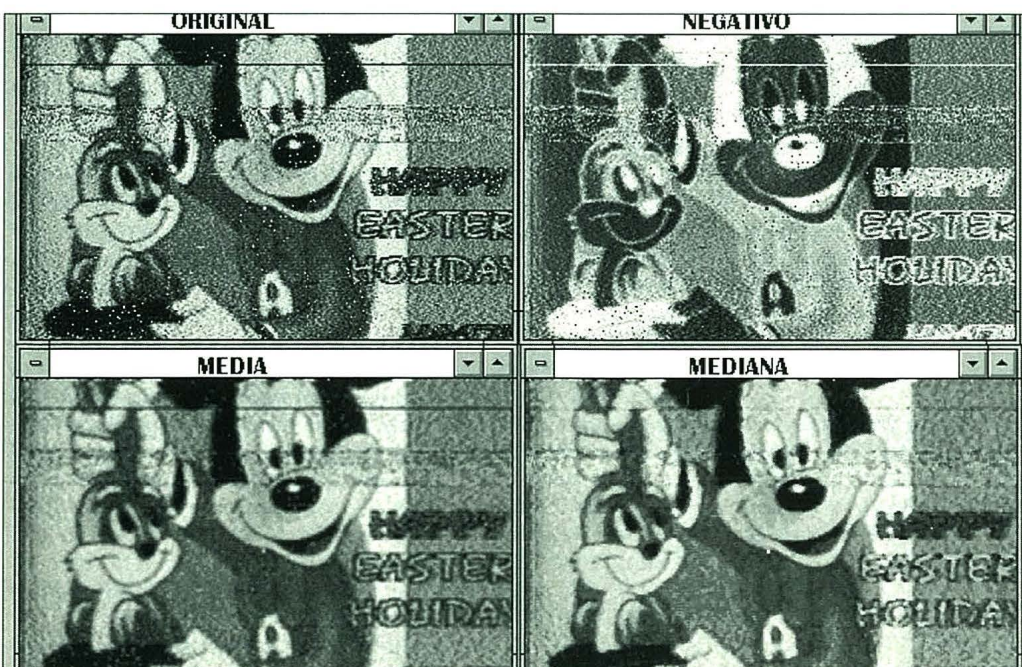 ORIGINAL
HAPPY
EASTER
HOLIDAY
A
NEGATIVO
HAPPY
EASTER
HOLIDAY
A
MEDIA
HAPPY
EASTER
HOLIDAY
A
MEDIANA
HAPPY
EASTER
HOLIDAY
A